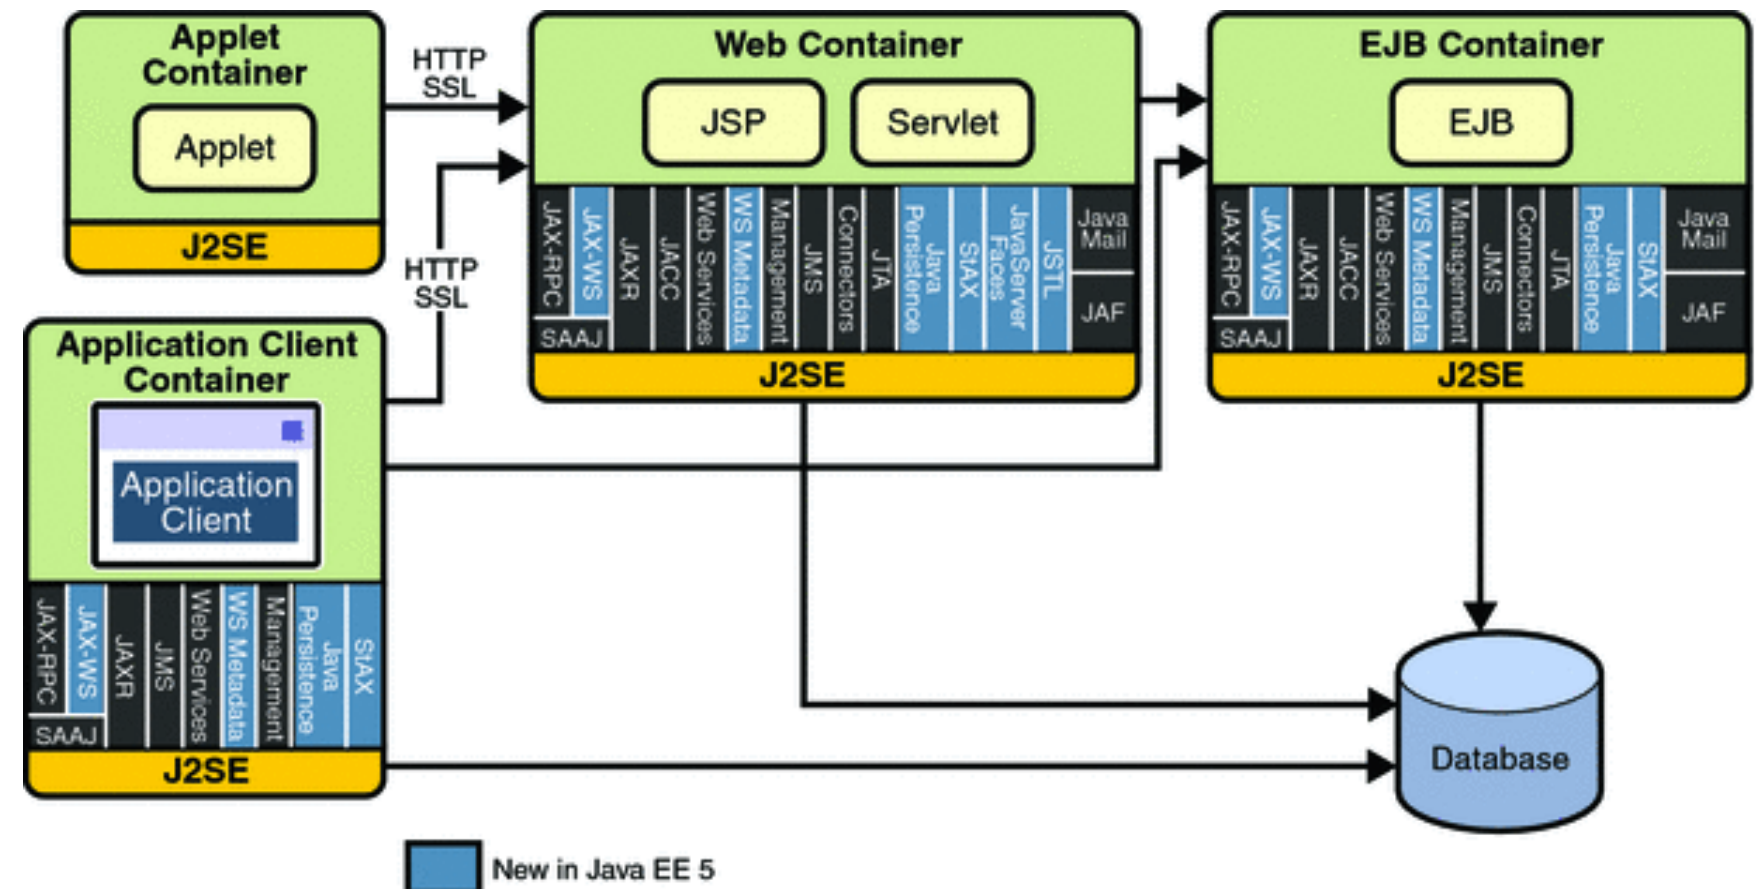 Applet
Container
Applet
J2SE
HTTP
SSL
HTTP
SSL
Web Container
JSP
Servlet
JAX-RPC
JAX-WS
SAAJ
JAXR
JACC
Web Services
WS Metadata
Management
JMS
Connectors
JTA
Java
Persistence
StAX
JavaServer
Faces
JSTL
Java
Mail
JAF
J2SE
EJB Container
EJB
JAX-RPC
JAX-WS
SAAJ
JAXR
JACC
Web Services
WS Metadata
Management
JMS
Connectors
JTA
Java
Persistence
StAX
Java
Mail
JAF
J2SE
Application Client
Container
Application
Client
JAX-RPC
JAX-WS
SAAJ
JAXR
JMS
Web Services
WS Metadata
Management
Java
Persistence
StAX
J2SE
Database
New in Java EE 5